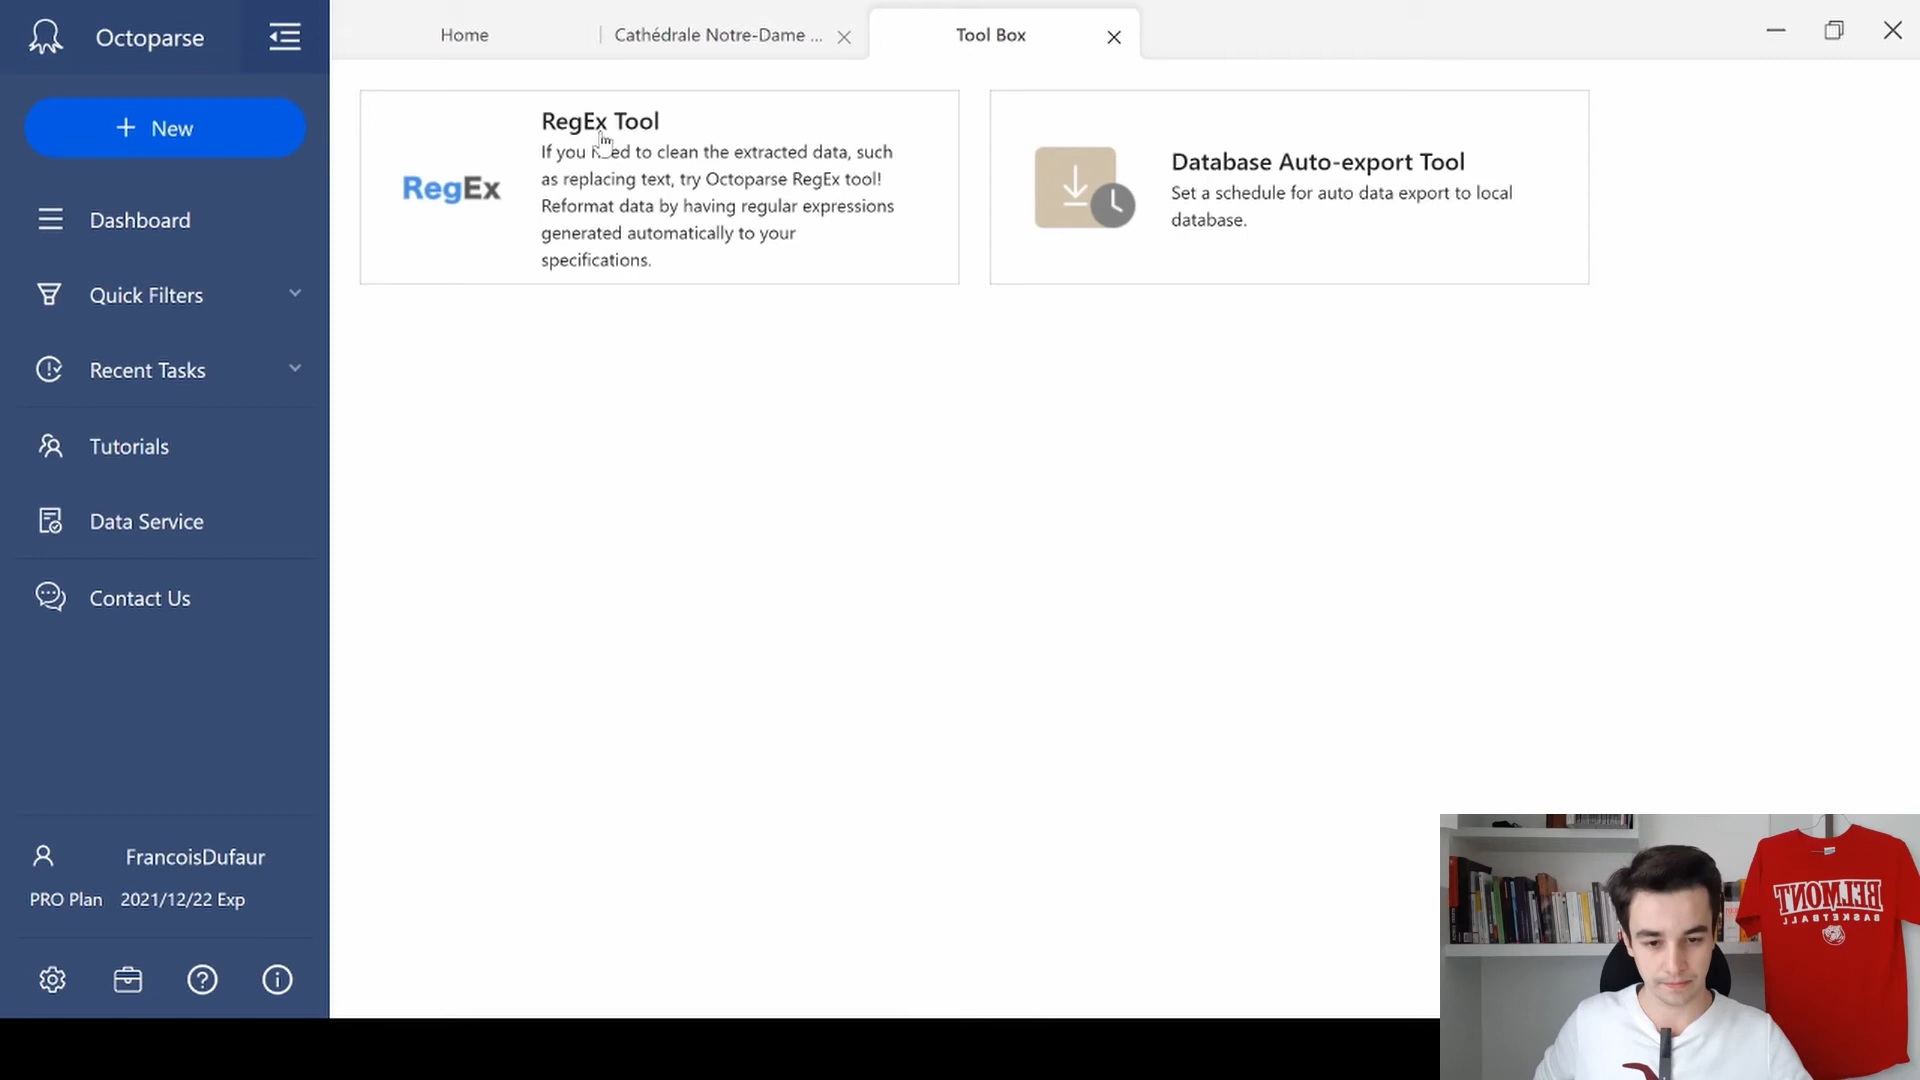 Octoparse
Home
Cathédrale Notre-Dame ...
Tool Box
New
Dashboard
Quick Filters
Recent Tasks
Tutorials
Data Service
Contact Us
FrancoisDufaur
PRO Plan 2021/12/22 Exp
RegEx
RegEx Tool
If you need to clean the extracted data, such
as replacing text, try Octoparse RegEx tool!
Reformat data by having regular expressions
generated automatically to your
specifications.
Database Auto-export Tool
Set a schedule for auto data export to local
database.
BELMONT
BASKETBALL